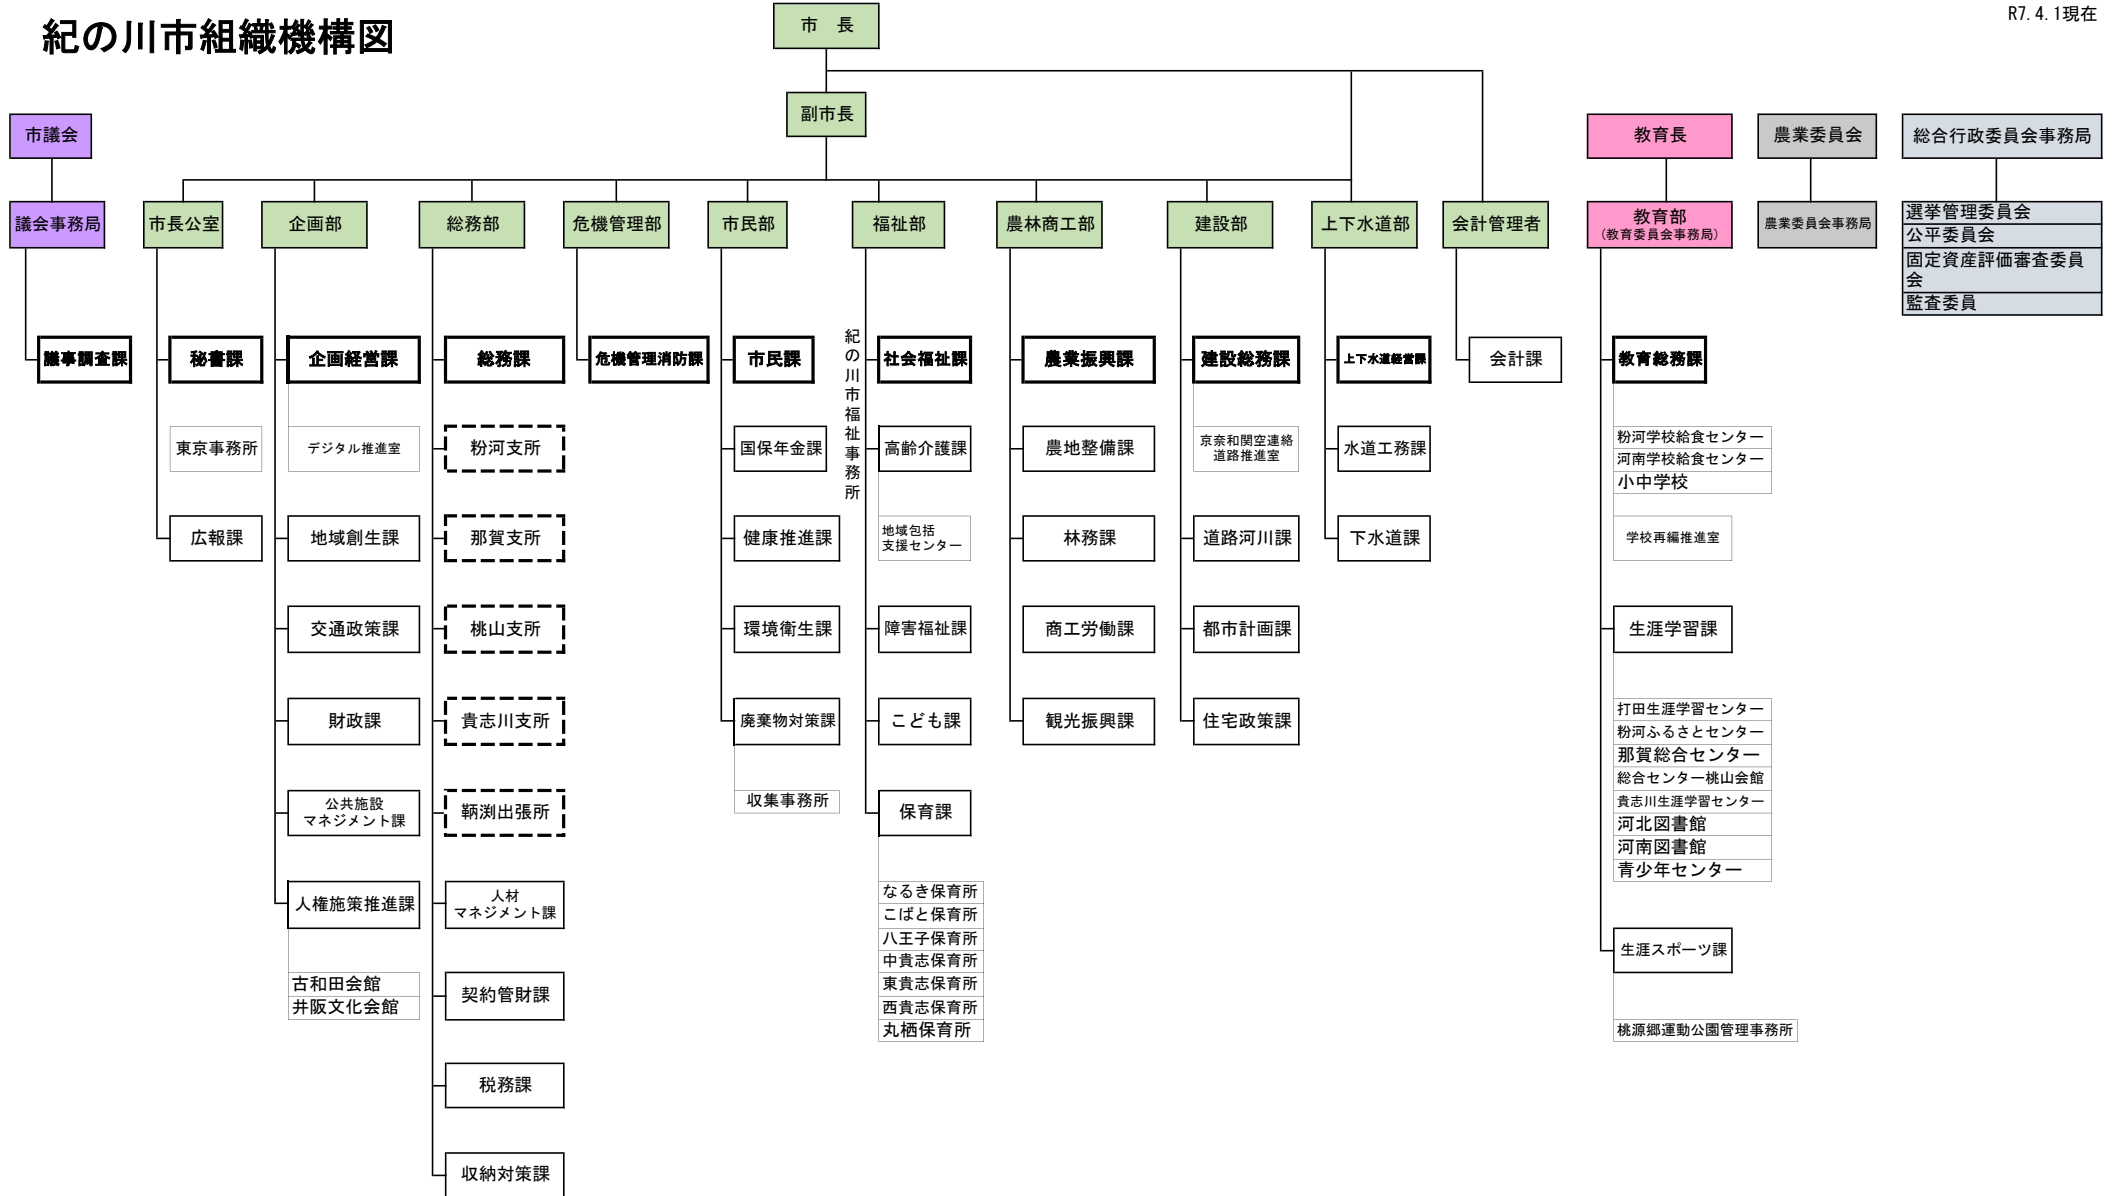 紀の川市組織機構図
R7.4.1現在
市　長
副市長
市議会
教育長
農業委員会
総合行政委員会事務局
議会事務局
市長公室
企画部
総務部
危機管理部
市民部
福祉部
農林商工部
建設部
上下水道部
会計管理者
教育部
(教育委員会事務局)
農業委員会事務局
選挙管理委員会
公平委員会
固定資産評価審査委員
会
監査委員
議事調査課
秘書課
東京事務所
広報課
企画経営課
デジタル推進室
地域創生課
交通政策課
財政課
公共施設
マネジメント課
人権施策推進課
古和田会館
井阪文化会館
総務課
粉河支所
那賀支所
桃山支所
貴志川支所
鞆渕出張所
人材
マネジメント課
契約管財課
税務課
収納対策課
危機管理消防課
市民課
国保年金課
健康推進課
環境衛生課
廃棄物対策課
収集事務所
紀の川市福祉事務所
社会福祉課
高齢介護課
地域包括
支援センター
障害福祉課
こども課
保育課
なるき保育所
こばと保育所
八王子保育所
中貴志保育所
東貴志保育所
西貴志保育所
丸栖保育所
農業振興課
農地整備課
林務課
商工労働課
観光振興課
建設総務課
京奈和関空連絡
道路推進室
道路河川課
都市計画課
住宅政策課
上下水道経営課
水道工務課
下水道課
会計課
教育総務課
粉河学校給食センター
河南学校給食センター
小中学校
学校再編推進室
生涯学習課
打田生涯学習センター
粉河ふるさとセンター
那賀総合センター
総合センター桃山会館
貴志川生涯学習センター
河北図書館
河南図書館
青少年センター
生涯スポーツ課
桃源郷運動公園管理事務所